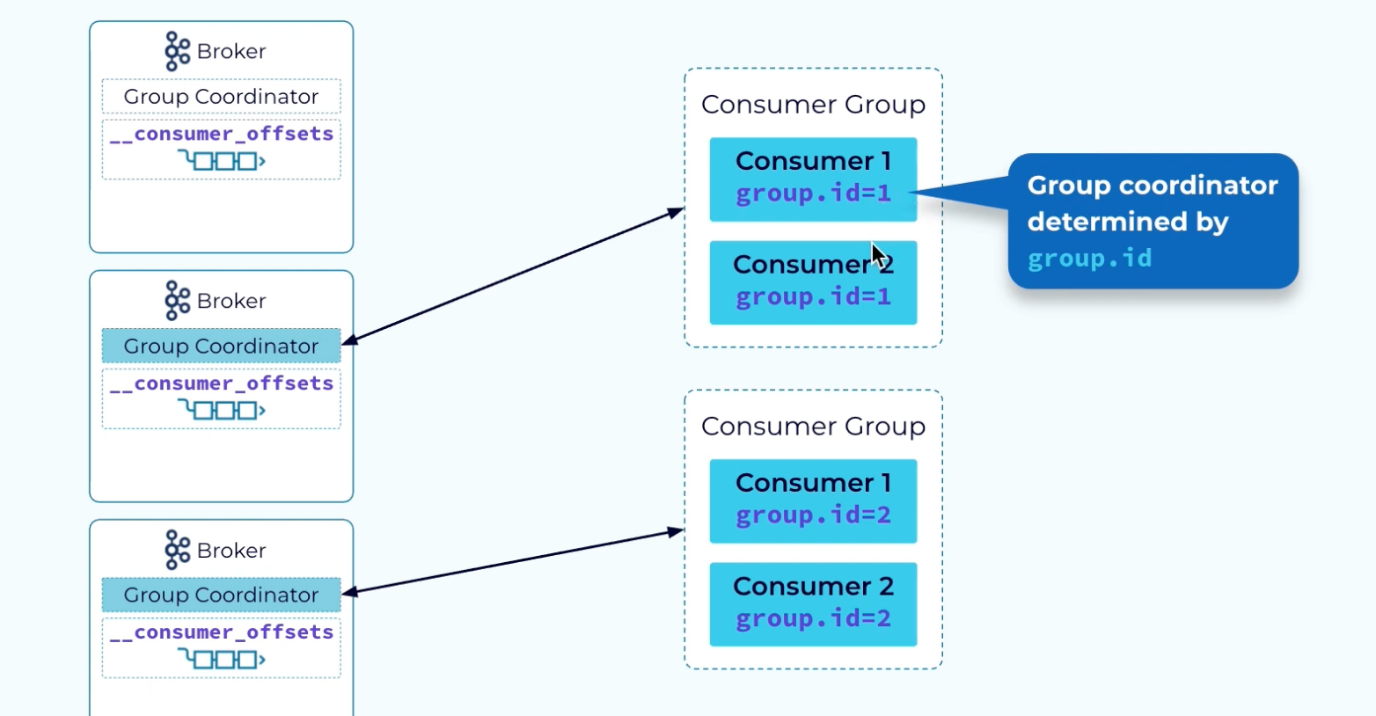 Broker
Group Coordinator
__consumer_offsets
Broker
Group Coordinator
__consumer_offsets
Broker
Group Coordinator
__consumer_offsets
Consumer Group
Consumer 1
group.id=1
Consumer 2
group.id=1
Group coordinator
determined by
group.id
Consumer Group
Consumer 1
group.id=2
Consumer 2
group.id=2